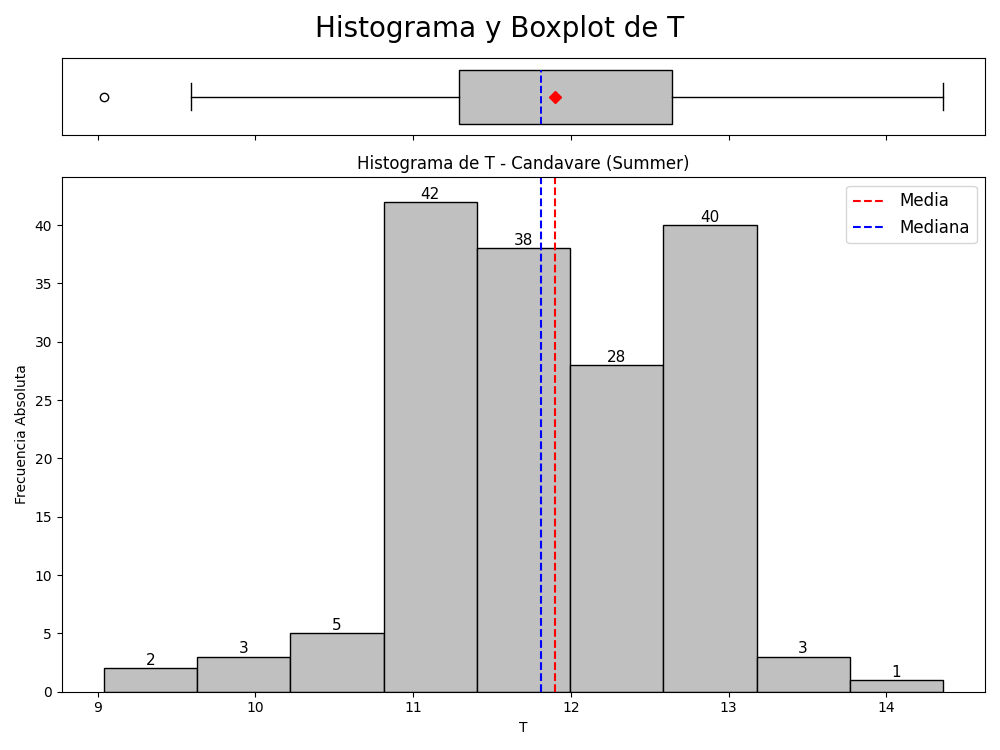 Histograma y Boxplot de T
Histograma de T - Candavare (Summer)
Media
Mediana
42
40
38
28
5
3
2
3
1
40
35
30
25
20
15
10
5
0
Frecuencia Absoluta
9 10 11 12 13 14
T